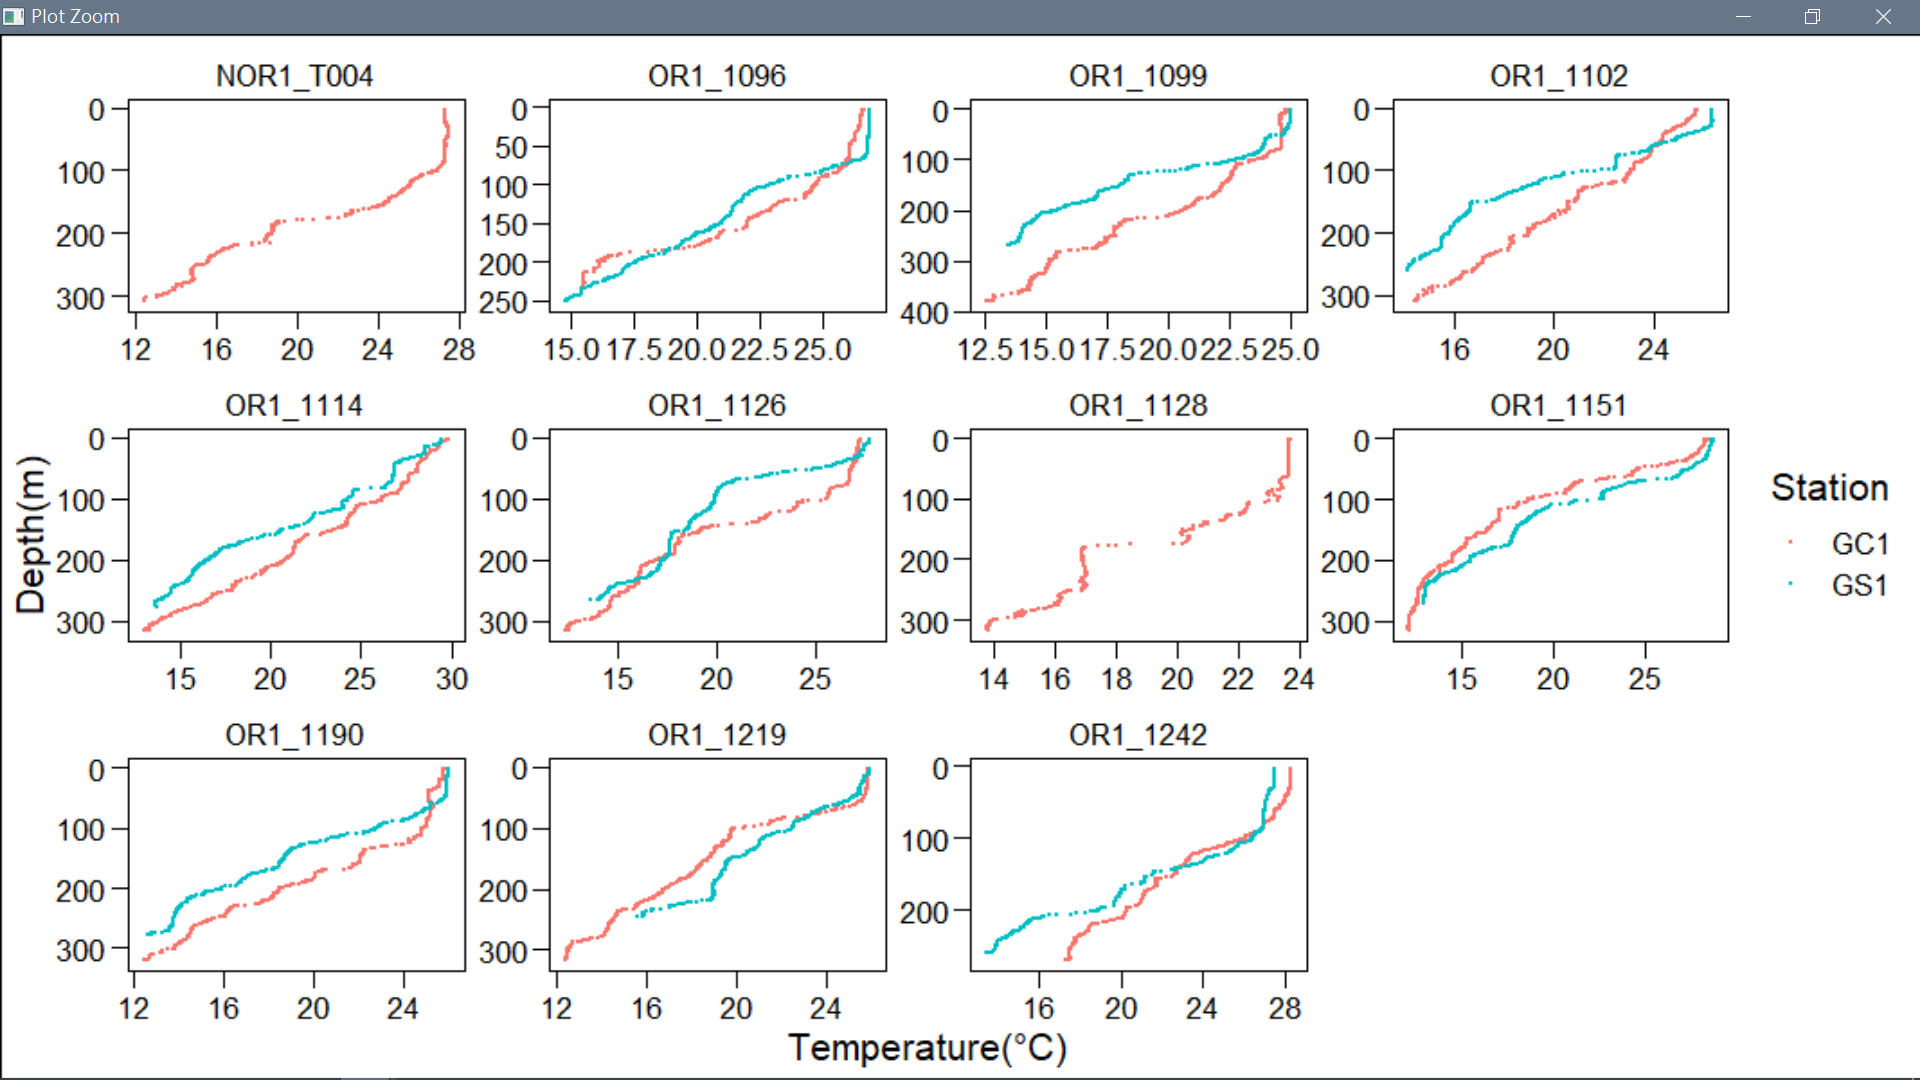 Plot Zoom
NOR1_T004
OR1_1096
OR1_1099
OR1_1102
0
100
200
300
12 16 20 24 28
0
50
100
150
200
250
15.0 17.5 20.0 22.5 25.0
0
100
200
300
400
12.5 15.0 17.5 20.0 22.5 25.0
0
100
200
300
16 20 24
OR1_1114
OR1_1126
OR1_1128
OR1_1151
0
100
200
300
15 20 25 30
0
100
200
300
15 20 25
0
100
200
300
14 16 18 20 22 24
0
100
200
300
15 20 25
OR1_1190
OR1_1219
OR1_1242
0
100
200
300
12 16 20 24
0
100
200
300
12 16 20 24
0
100
200
16 20 24 28
Depth(m)
Temperature(°C)
Station
GC1
GS1